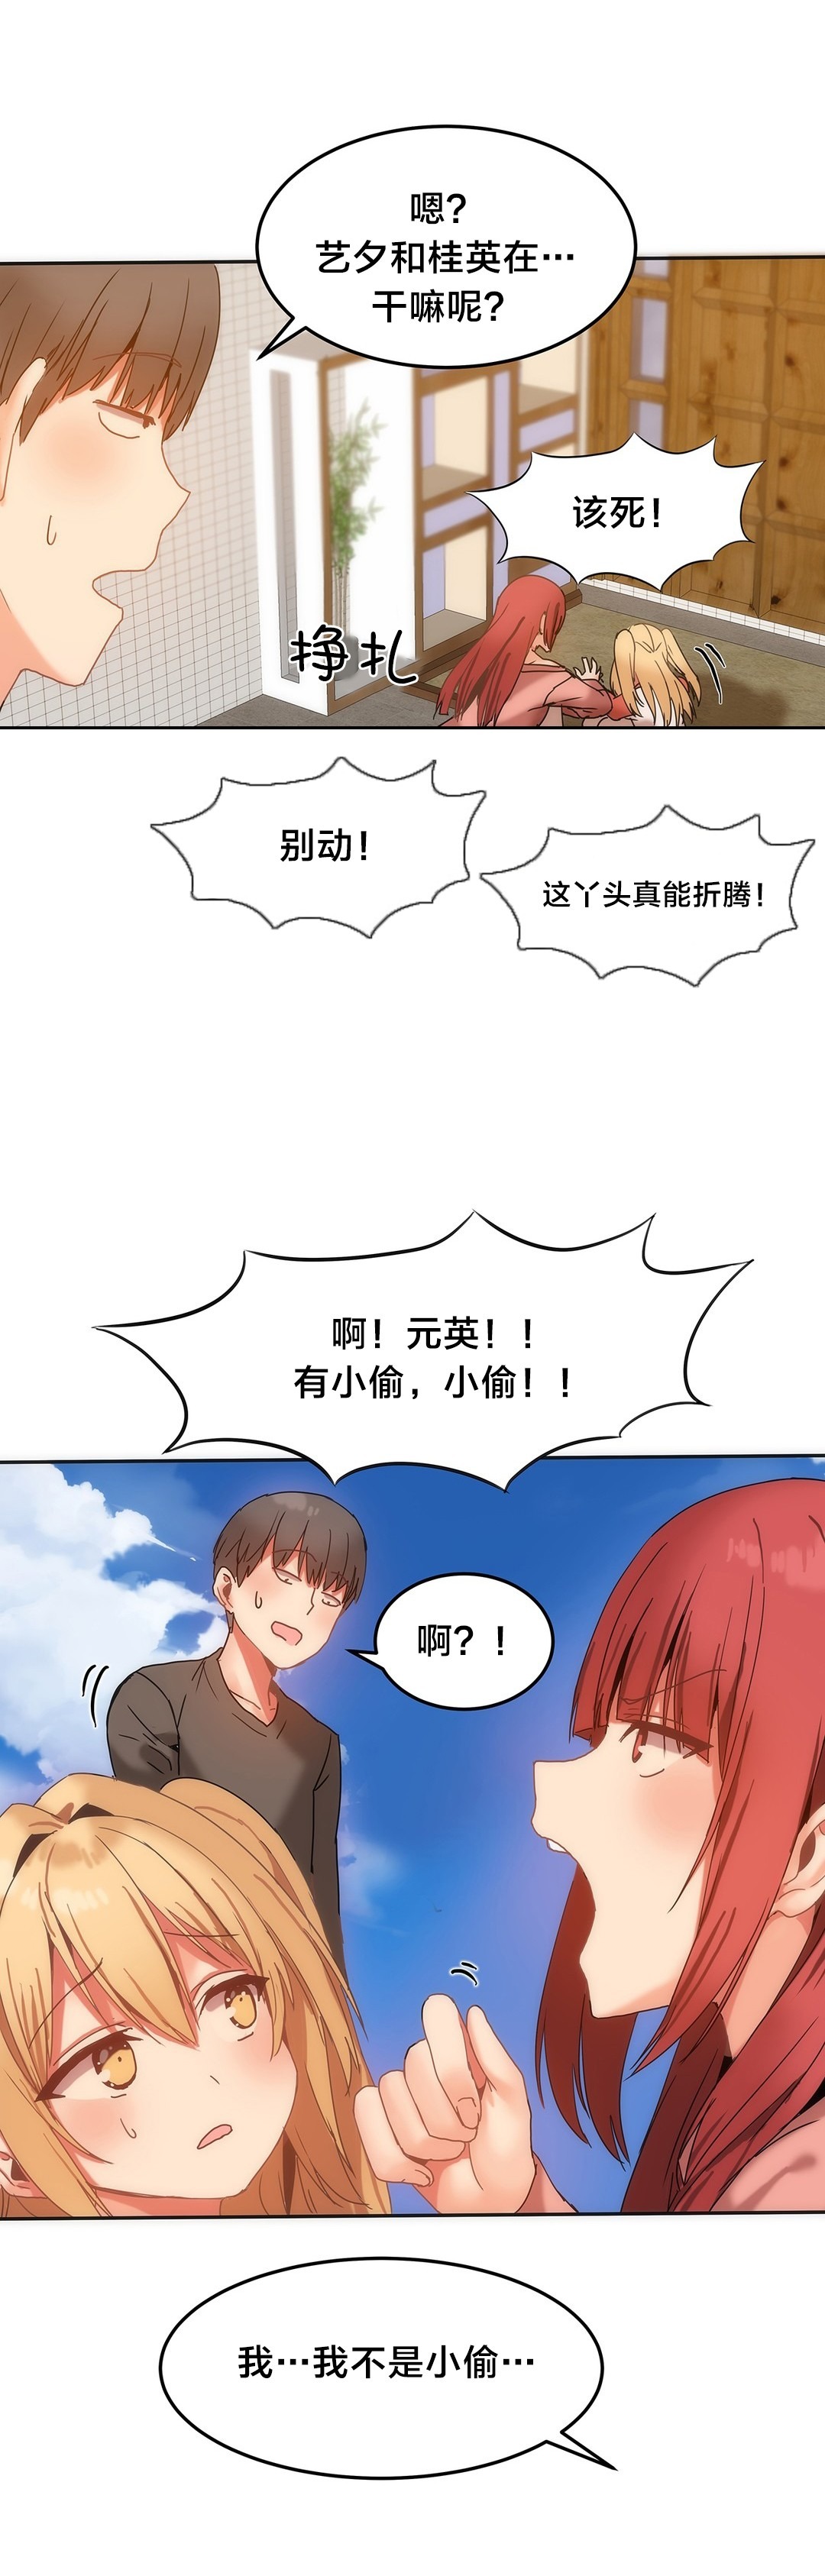 嗯？
艺夕和桂英在…
干嘛呢？
该死！
挣扎
别动！
这丫头真能折腾！
啊！元英！！
有小偷，小偷！！
啊？！
我…我不是小偷…